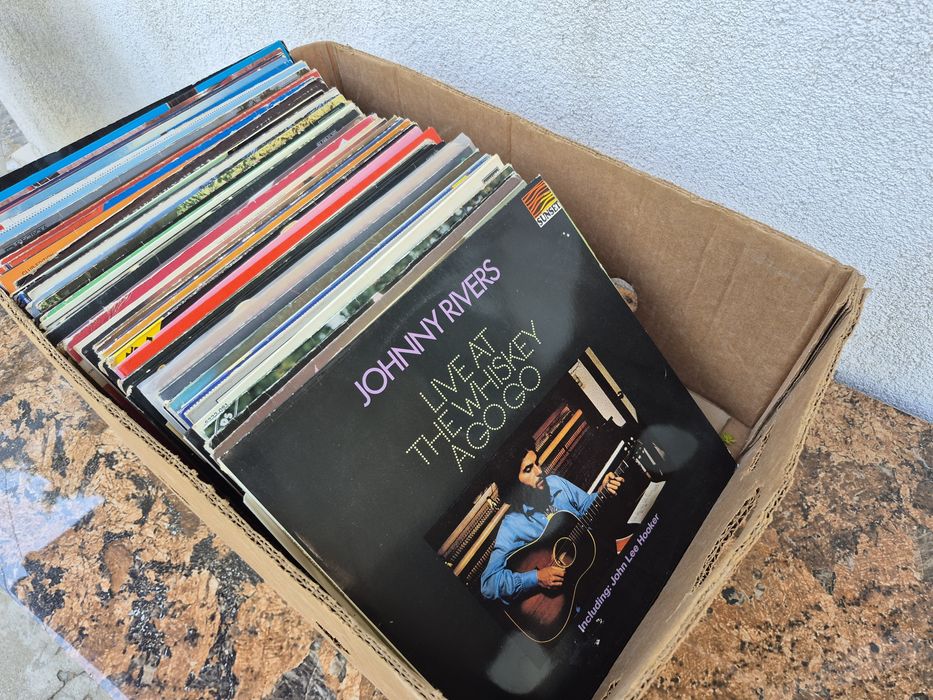 SUNSET
JOHNNY RIVERS
LIVE AT
THE WHISKEY
A GO GO
Including: John Lee Hooker